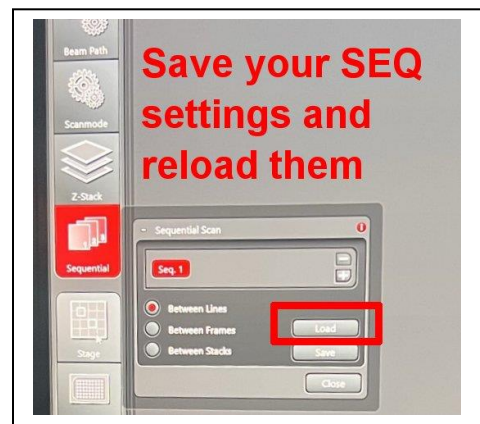 Save your SEQ
settings and
reload them
Beam Path
Scanmode
Z-Stack
Sequential
Stage
- Sequential Scan
Seq. 1
Between Lines
Between Frames
Between Stacks
Load
Save
Close